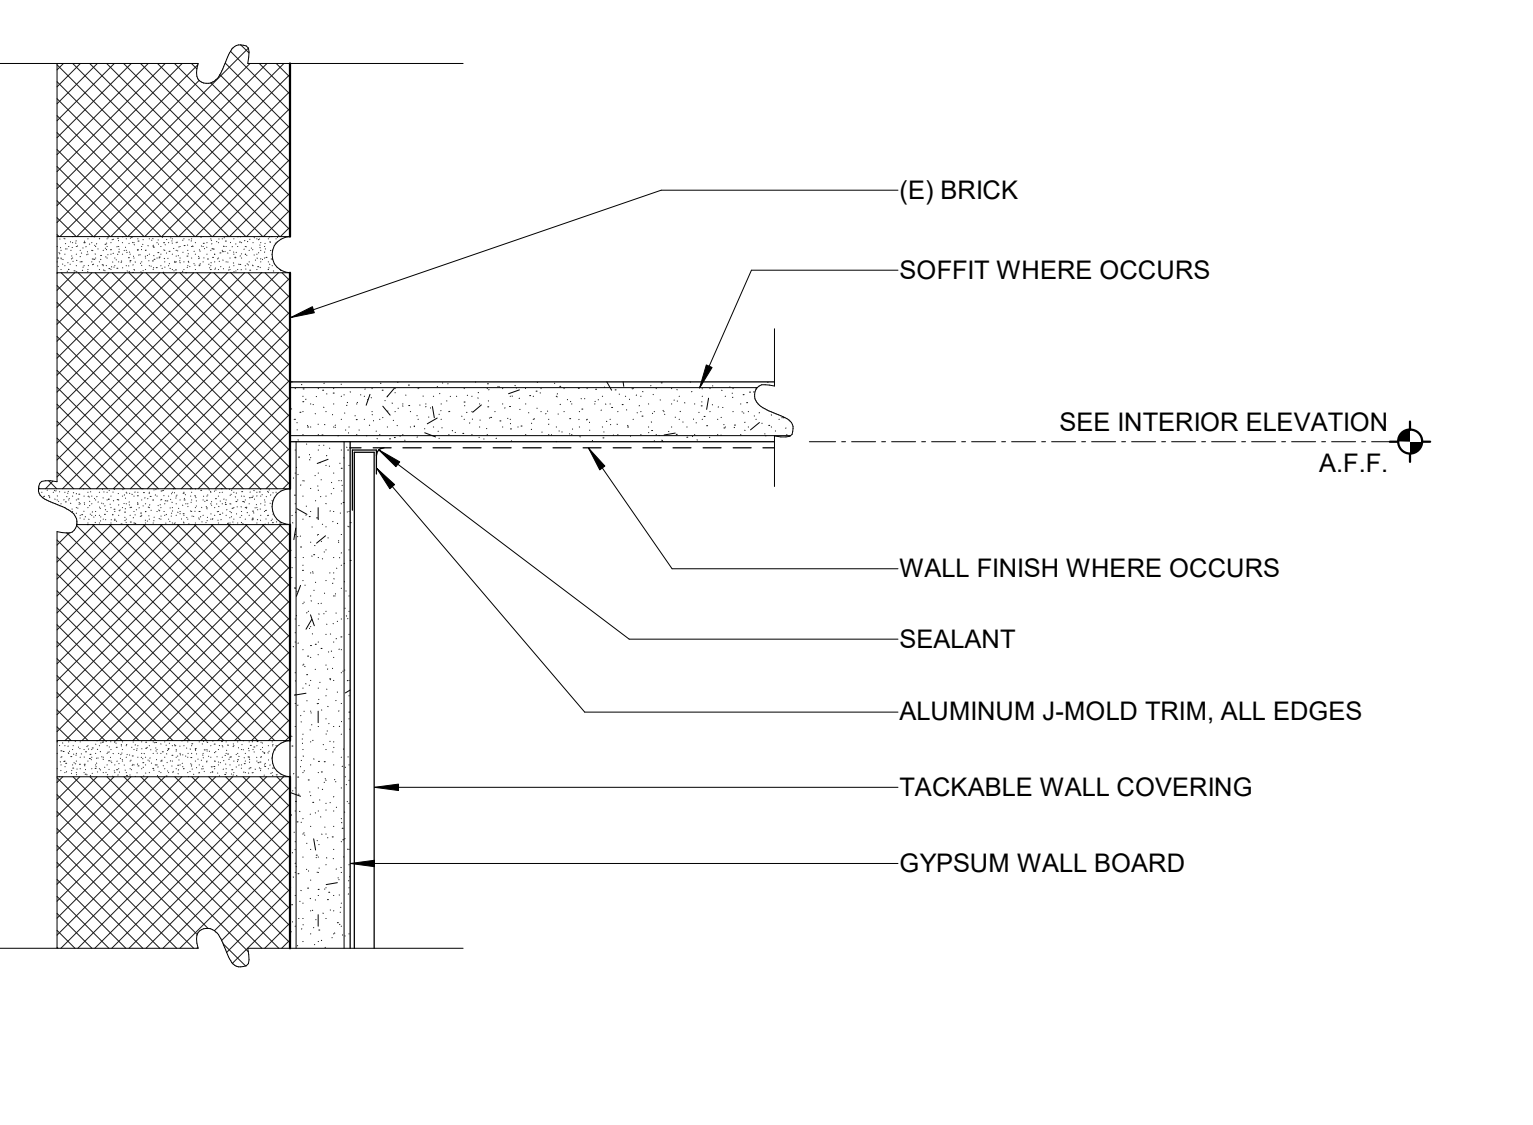 (E) BRICK
SOFFIT WHERE OCCURS
SEE INTERIOR ELEVATION
A.F.F.
WALL FINISH WHERE OCCURS
SEALANT
ALUMINUM J-MOLD TRIM, ALL EDGES
TACKABLE WALL COVERING
GYPSUM WALL BOARD